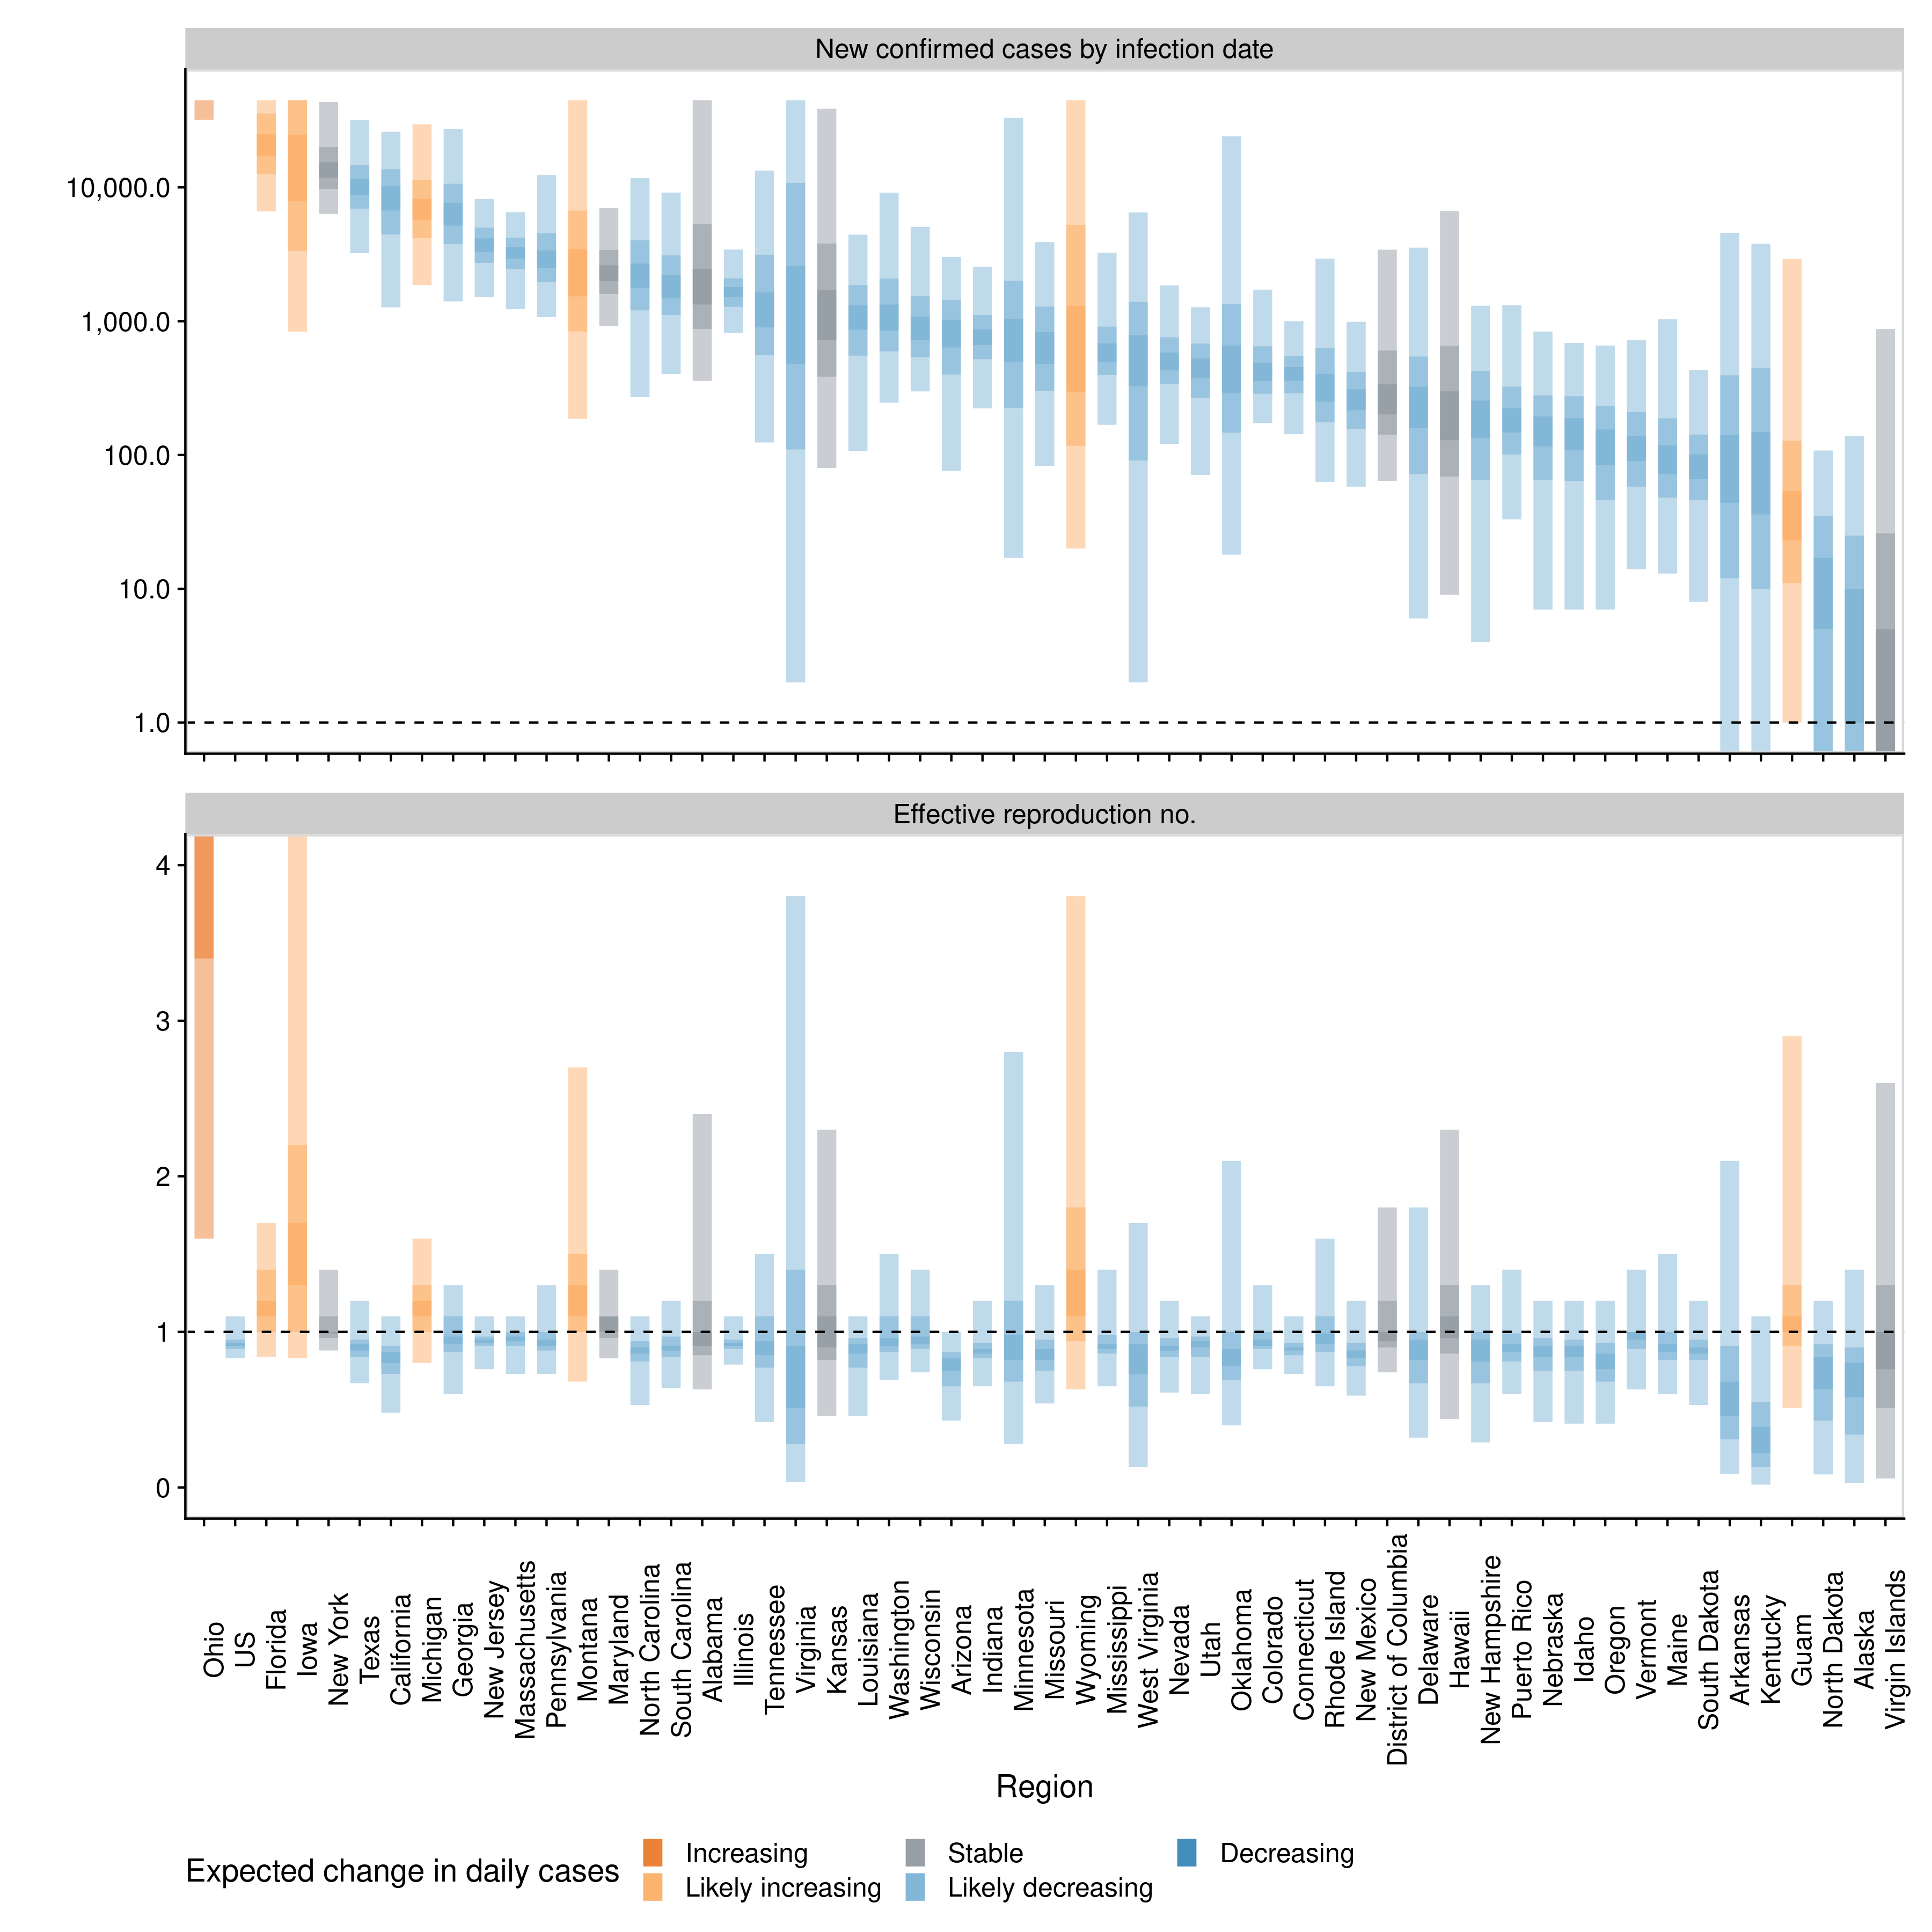 New confirmed cases by infection date
10,000.0
1,000.0
100.0
10.0
1.0
Effective reproduction no.
4
3
2
1
0
Ohio
US
Florida
Iowa
New York
Texas
California
Michigan
Georgia
New Jersey
Massachusetts
Pennsylvania
Montana
Maryland
North Carolina
South Carolina
Alabama
Illinois
Tennessee
Virginia
Kansas
Louisiana
Washington
Wisconsin
Arizona
Indiana
Minnesota
Missouri
Wyoming
Mississippi
West Virginia
Nevada
Utah
Oklahoma
Colorado
Connecticut
Rhode Island
New Mexico
District of Columbia
Delaware
Hawaii
New Hampshire
Puerto Rico
Nebraska
Idaho
Oregon
Vermont
Maine
South Dakota
Arkansas
Kentucky
Guam
North Dakota
Alaska
Virgin Islands
Region
Expected change in daily cases
Increasing
Stable
Decreasing
Likely increasing
Likely decreasing